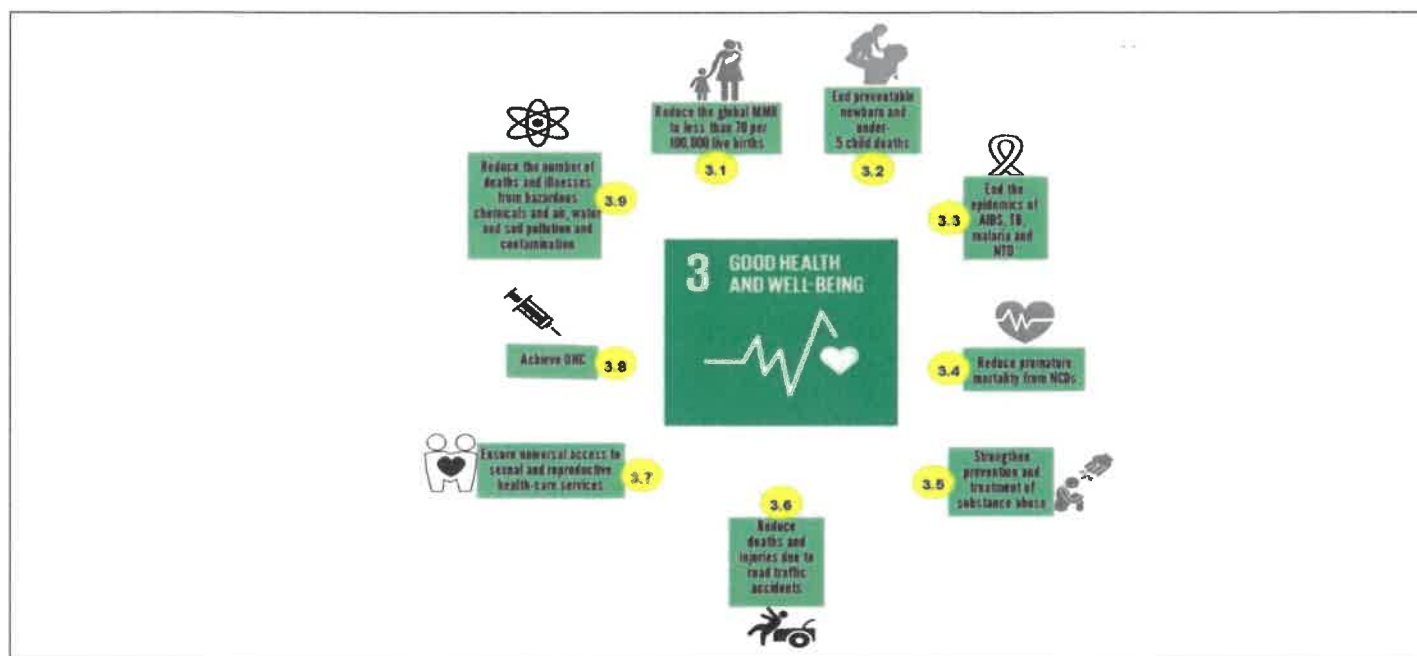 Reduce the global MMR
to less than 70 per
100,000 live births
3.1
End preventable
newborn and
under-
5 child deaths
3.2
End the
epidemics of
AIDS, TB,
malaria and
NTD
3.3
Reduce premature
mortality from NCDs
3.4
Strengthen
prevention and
treatment of
substance abuse
3.5
3.6
Reduce
deaths and
injuries due to
road traffic
accidents
Ensure universal access to
sexual and reproductive
health-care services
3.7
Achieve UHC
3.8
Reduce the number of
deaths and illnesses
from hazardous
chemicals and air, water
and soil pollution and
contamination
3.9
3 GOOD HEALTH
AND WELL-BEING